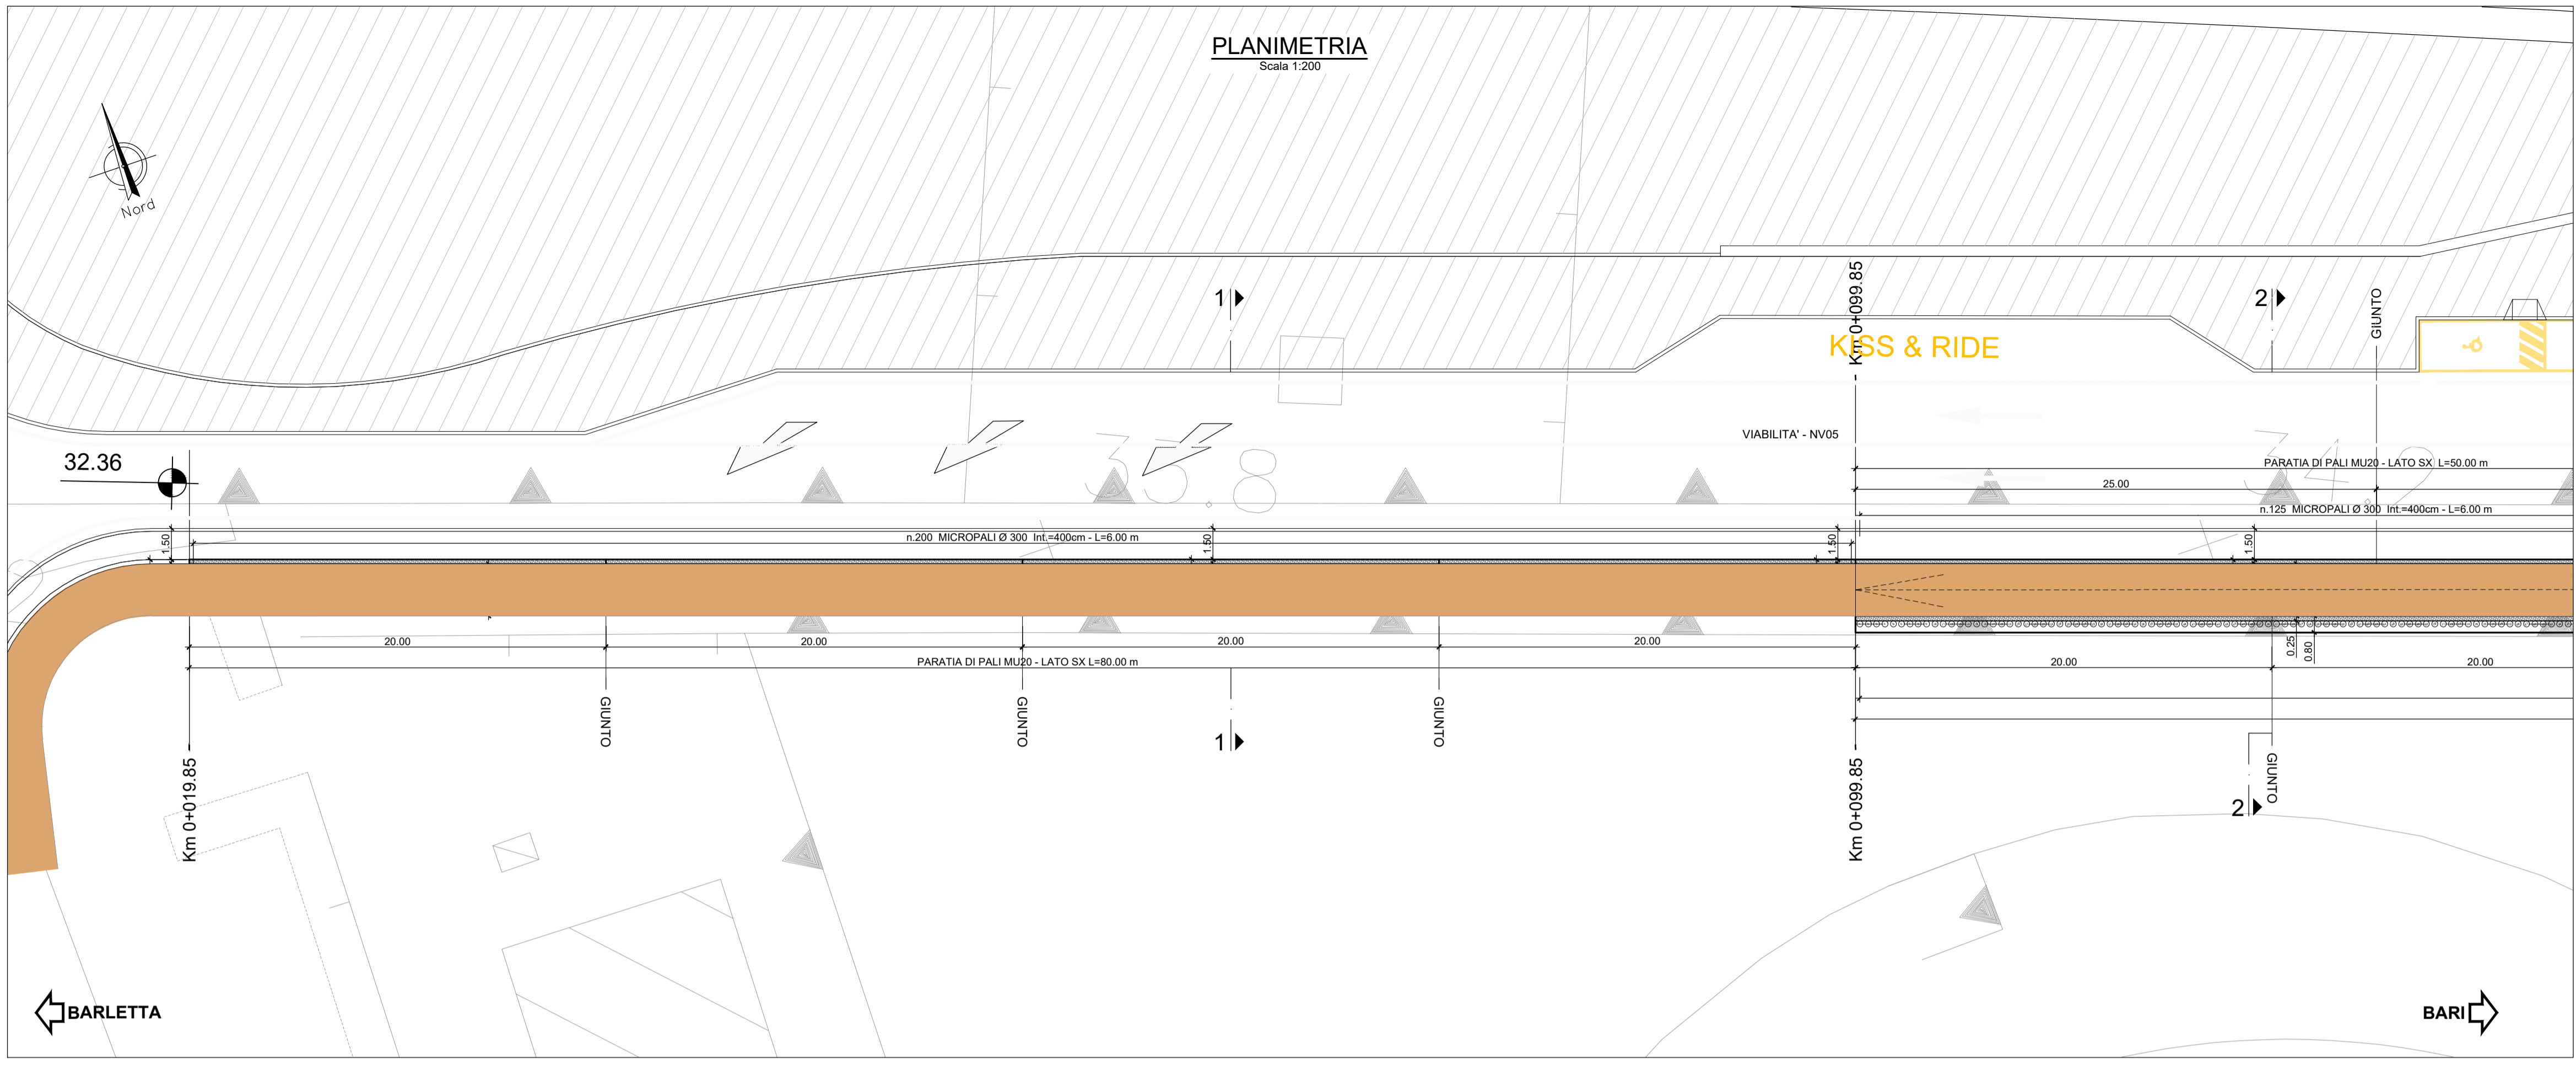 PLANIMETRIA
Scala 1:200
Nord
Km 0+099.85
1
2
GIUNTO
KISS & RIDE
VIABILITA' - NV05
32.36
33.8
34.9
PARATIA DI PALI MU20 - LATO SX L=50.00 m
25.00
n.125 MICROPALI Ø 300 Int.=400cm - L=6.00 m
1.50
n.200 MICROPALI Ø 300 Int.=400cm - L=6.00 m
1.50
1.50
1.50
20.00
20.00
20.00
20.00
0.25
0.80
PARATIA DI PALI MU20 - LATO SX L=80.00 m
20.00
20.00
GIUNTO
GIUNTO
GIUNTO
1
GIUNTO
2
Km 0+019.85
Km 0+099.85
BARLETTA
BARI